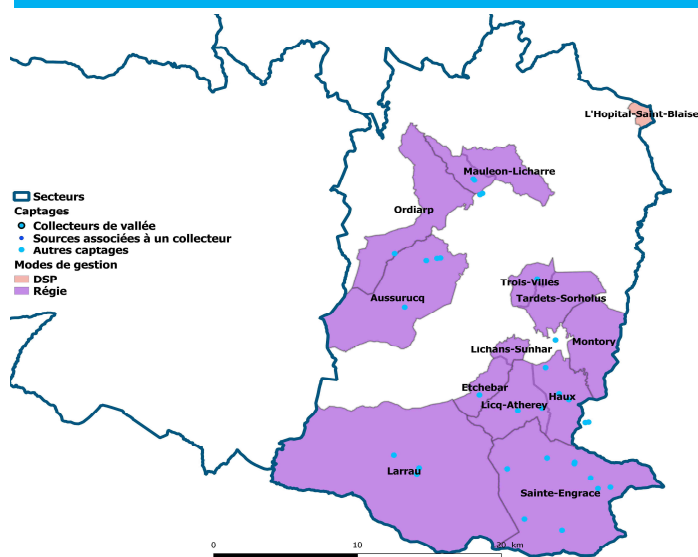 L'Hopital-Saint-Blaise
Mauleon-Licharre
Ordiarp
Secteurs
Captages
Collecteurs de vallée
Sources associées à un collecteur
Autres captages
Modes de gestion
DSP
Régie
Trois-Villes
Tardets-Sorholus
Aussurucq
Montory
Lichans-Sunhar
Etchebar
Haux
Licq-Atherey
Larrau
Sainte-Engrace
0 10 20 km